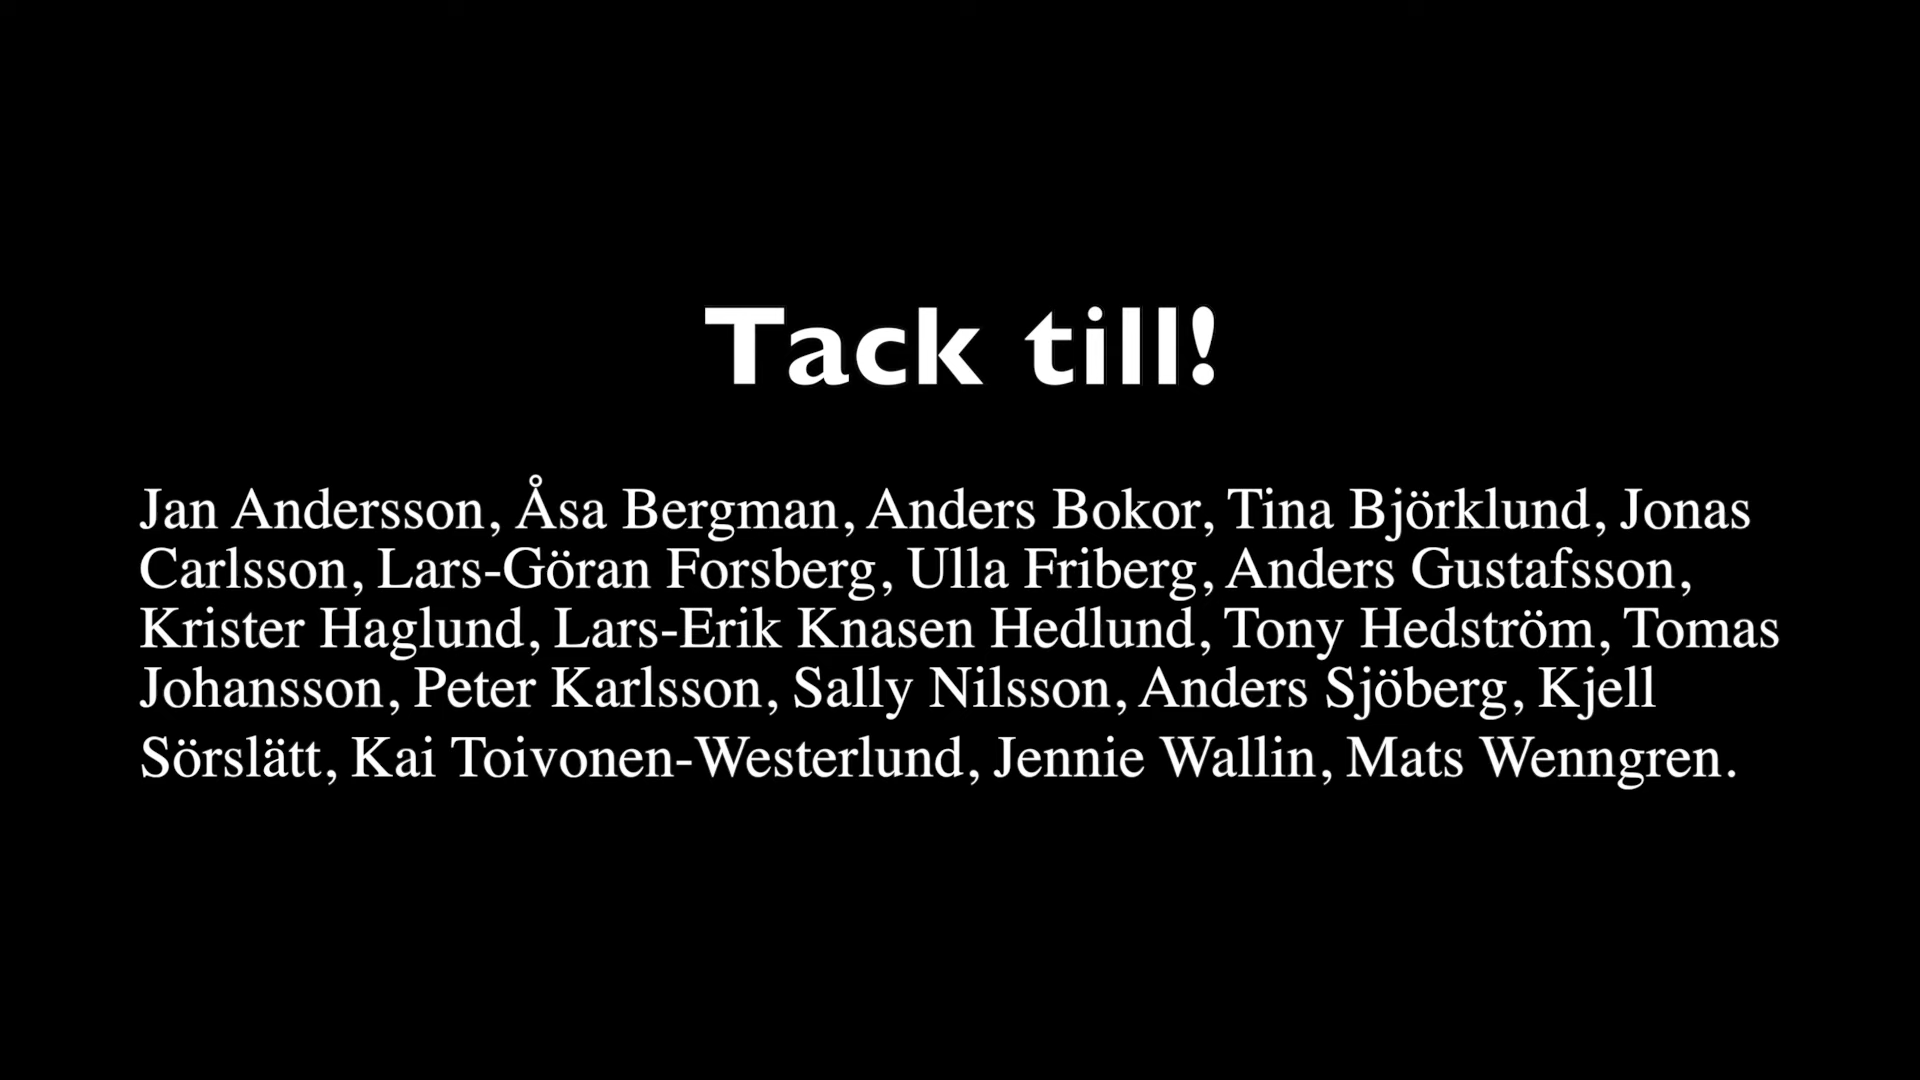 Tack till!
Jan Andersson, Åsa Bergman, Anders Bokor, Tina Björklund, Jonas
Carlsson, Lars-Göran Forsberg, Ulla Friberg, Anders Gustafsson,
Krister Haglund, Lars-Erik Knasen Hedlund, Tony Hedström, Tomas
Johansson, Peter Karlsson, Sally Nilsson, Anders Sjöberg, Kjell
Sörslätt, Kai Toivonen-Westerlund, Jennie Wallin, Mats Wenngren.